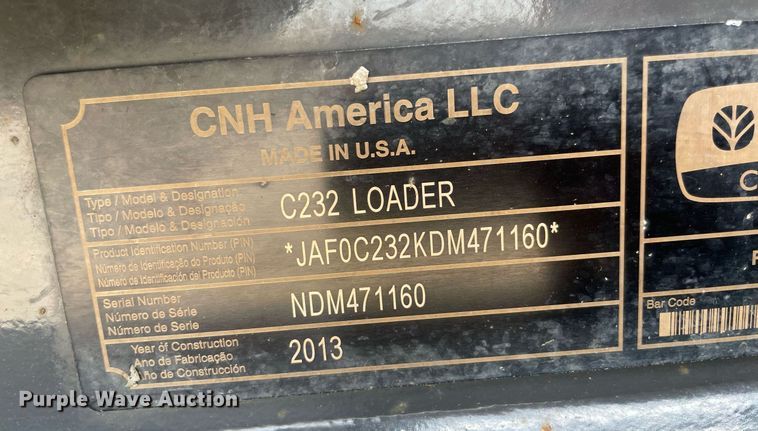 CNH America LLC
MADE IN U.S.A.
Type / Model & Designation
Tipo / Modelo & Designação
Tipo / Modelo & Designación
C232 LOADER
Product Identification Number (PIN)
Número de Identificação do Produto (PIN)
Número de Identificación del Producto (PIN)
*JAF0C232KDM471160*
Serial Number
Número de Série
Número de Serie
NDM471160
Year of Construction
Ano de Fabricação
Año de Construcción
2013
Bar Code
Purple Wave Auction